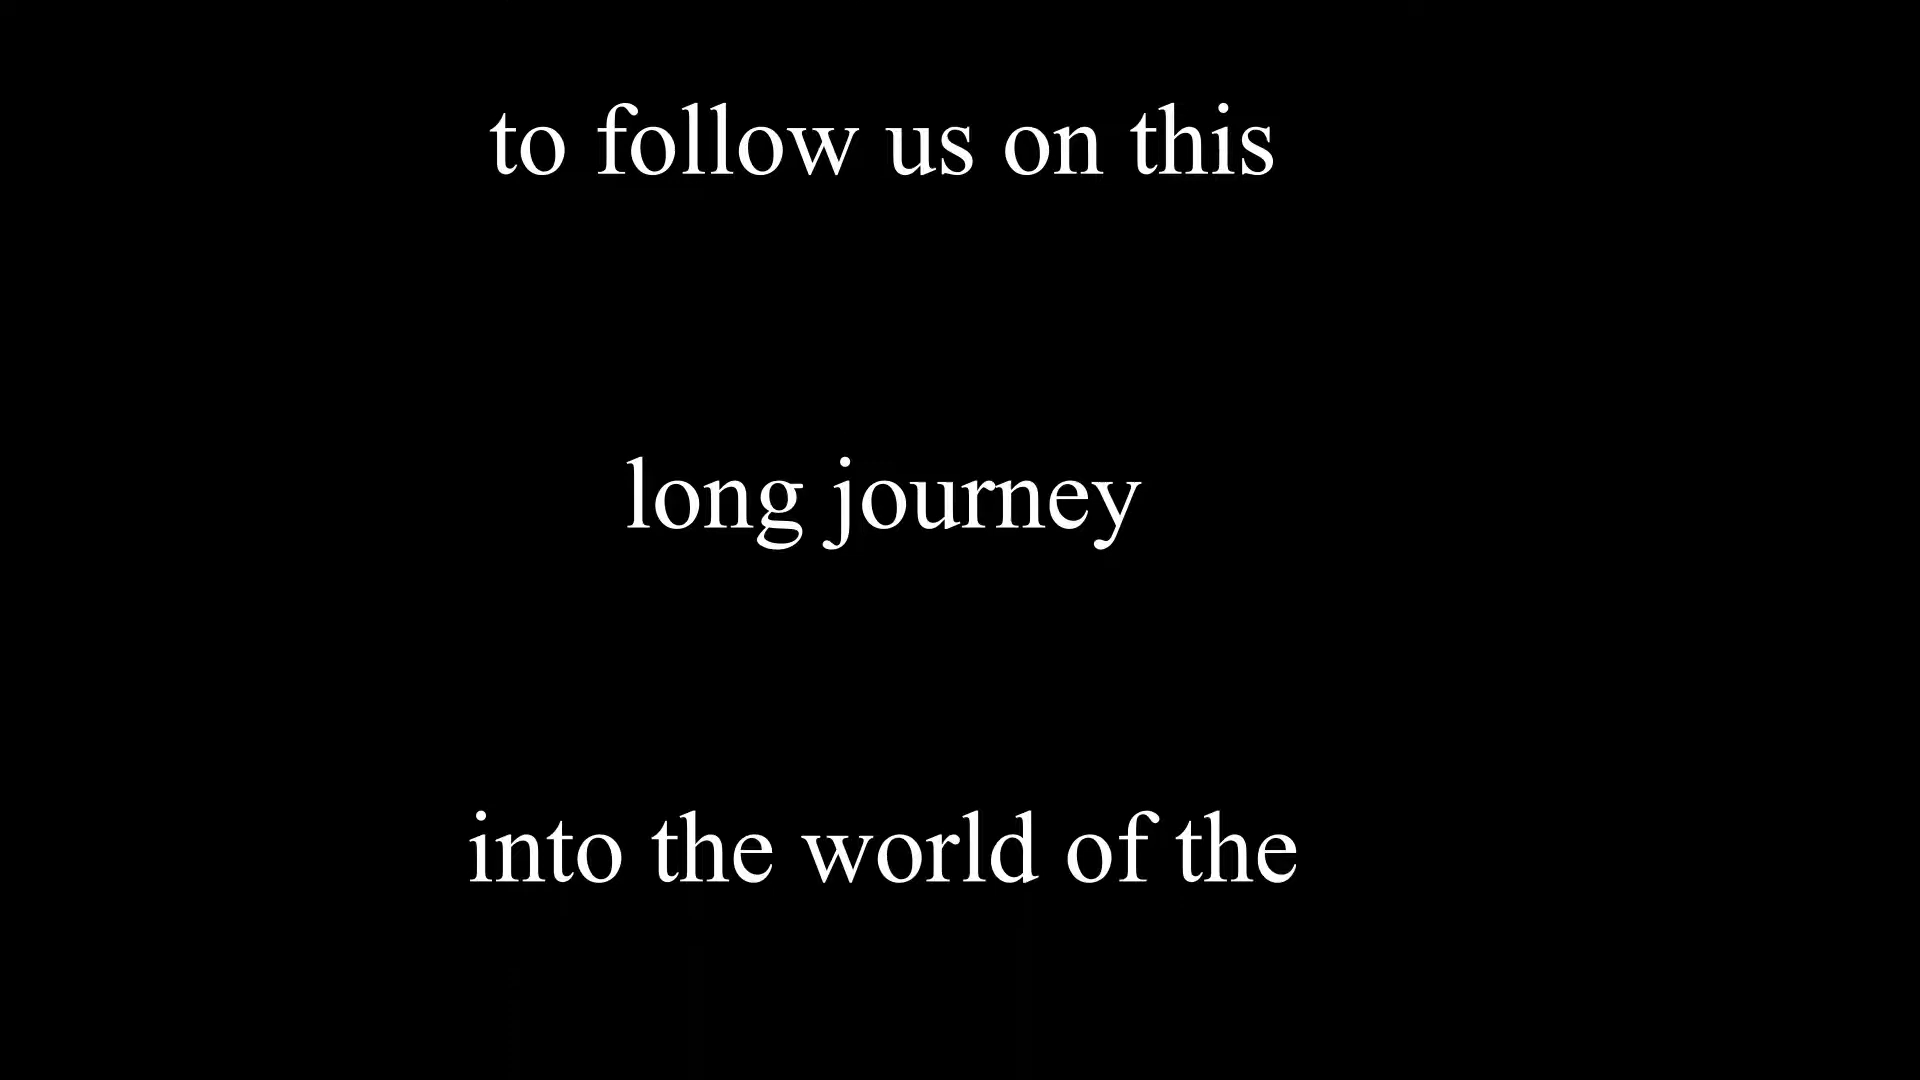 to follow us on this
long journey
into the world of the